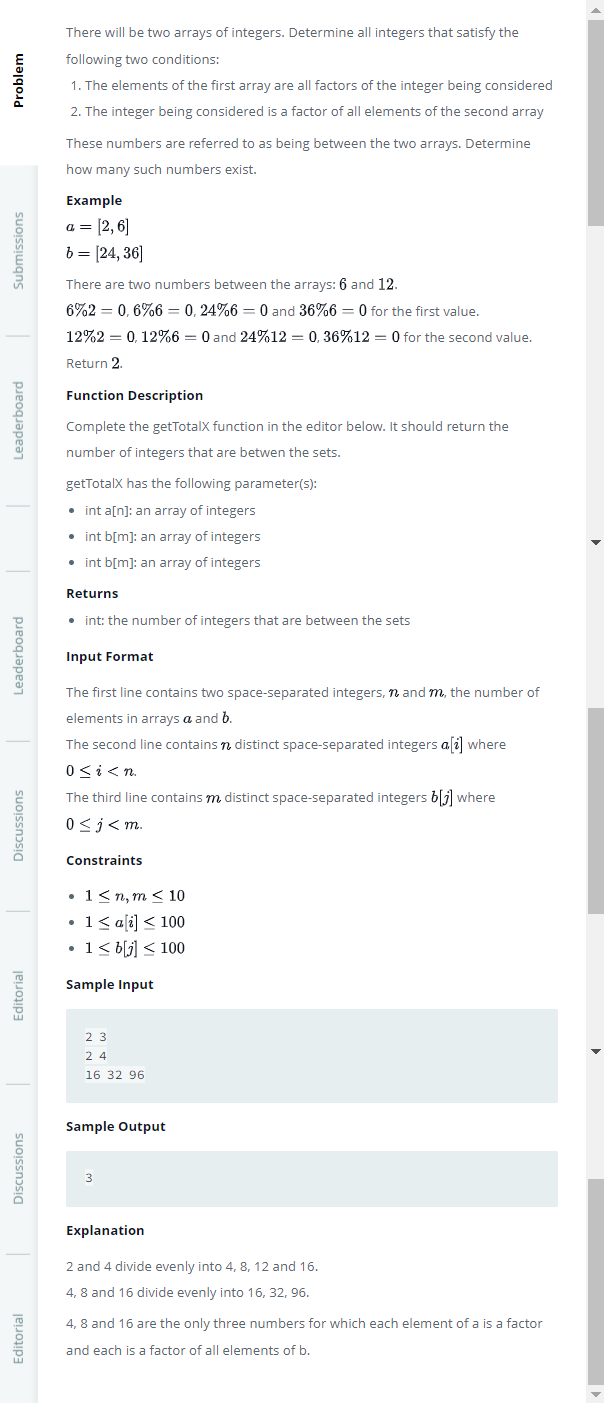 Problem
Submissions
Leaderboard
Leaderboard
Discussions
Editorial
Discussions
Editorial
There will be two arrays of integers. Determine all integers that satisfy the
following two conditions:
1. The elements of the first array are all factors of the integer being considered
2. The integer being considered is a factor of all elements of the second array
These numbers are referred to as being between the two arrays. Determine
how many such numbers exist.
Example
a = [2, 6]
b = [24, 36]
There are two numbers between the arrays: 6 and 12.
6%2 = 0, 6%6 = 0, 24%6 = 0 and 36%6 = 0 for the first value.
12%2 = 0, 12%6 = 0 and 24%12 = 0, 36%12 = 0 for the second value.
Return 2.
Function Description
Complete the getTotalX function in the editor below. It should return the
number of integers that are betwen the sets.
getTotalX has the following parameter(s):
• int a[n]: an array of integers
• int b[m]: an array of integers
• int b[m]: an array of integers
Returns
• int: the number of integers that are between the sets
Input Format
The first line contains two space-separated integers, n and m, the number of
elements in arrays a and b.
The second line contains n distinct space-separated integers a[i] where
0 ≤ i < n.
The third line contains m distinct space-separated integers b[j] where
0 ≤ j < m.
Constraints
• 1 ≤ n, m ≤ 10
• 1 ≤ a[i] ≤ 100
• 1 ≤ b[j] ≤ 100
Sample Input
2 3
2 4
16 32 96
Sample Output
3
Explanation
2 and 4 divide evenly into 4, 8, 12 and 16.
4, 8 and 16 divide evenly into 16, 32, 96.
4, 8 and 16 are the only three numbers for which each element of a is a factor
and each is a factor of all elements of b.